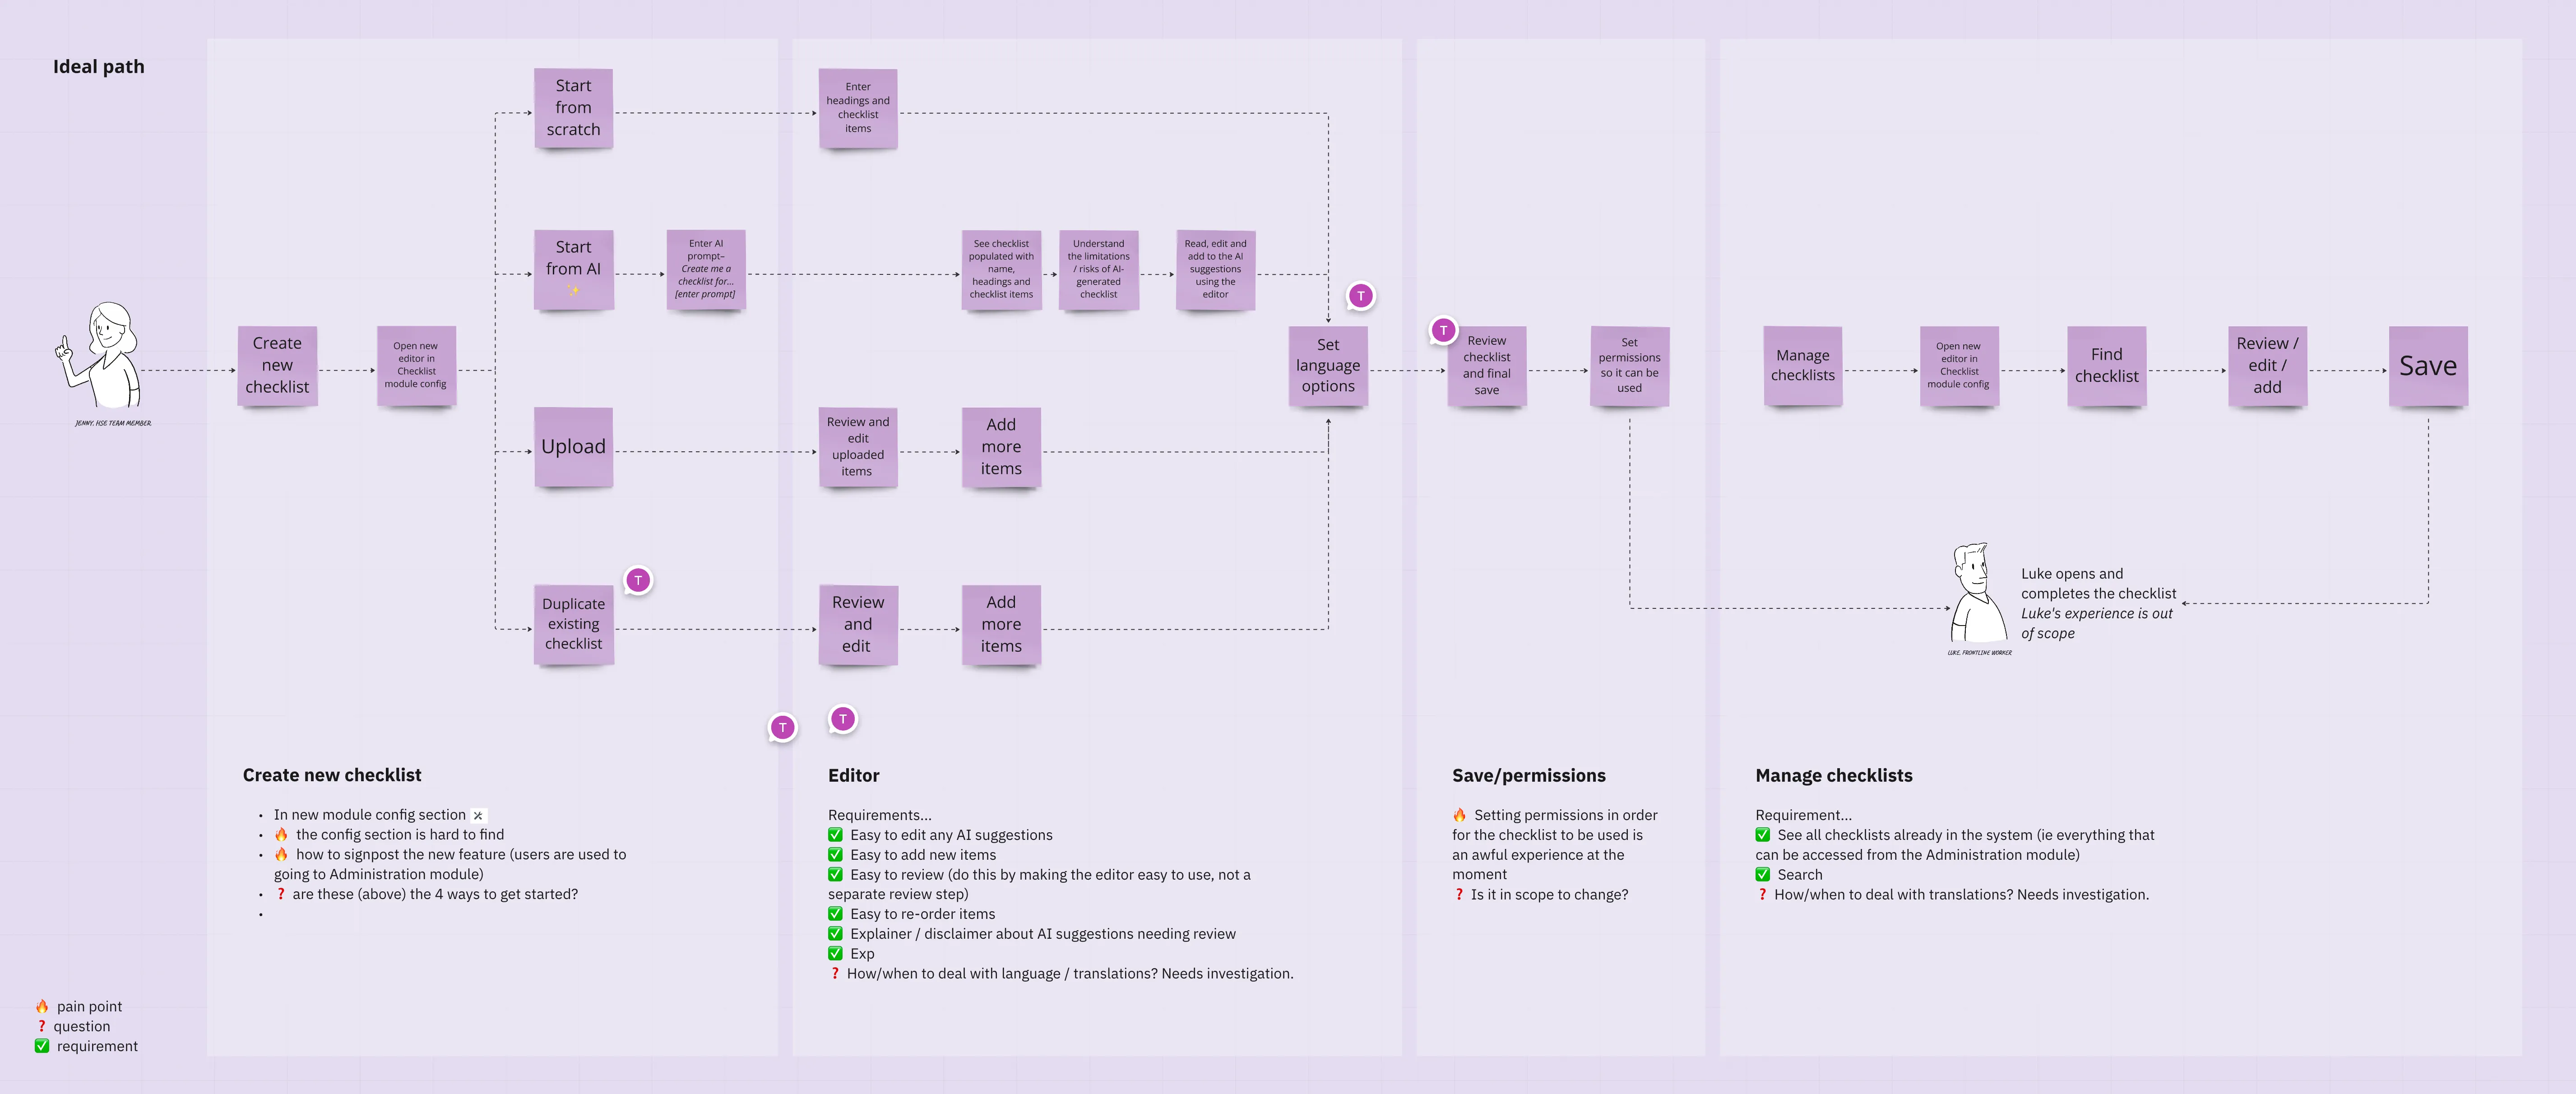 Ideal path
Start
from
scratch
Enter
headings and
checklist
items
Start
from AI
✨
Enter AI
prompt–
Create me a
checklist for...
[enter prompt]
See checklist
populated with
name,
headings and
checklist items
Understand
the limitations
/ risks of AI-
generated
checklist
Read, edit and
add to the AI
suggestions
using the
editor
T
T
JENNY, HSE TEAM MEMBER.
Create
new
checklist
Open new
editor in
Checklist
module config
Set
language
options
Review
checklist
and final
save
Set
permissions
so it can be
used
Manage
checklists
Open new
editor in
Checklist
module config
Find
checklist
Review /
edit /
add
Save
Upload
Review and
edit
uploaded
items
Add
more
items
Duplicate
existing
checklist
T
Review
and
edit
Add
more
items
Luke opens and
completes the checklist
Luke's experience is out
of scope
LUKE, FRONTLINE WORKER
T
T
Create new checklist
• In new module config section 🛠
• 🔥 the config section is hard to find
• 🔥 how to signpost the new feature (users are used to
going to Administration module)
• ❓ are these (above) the 4 ways to get started?
•
Editor
Requirements...
✅ Easy to edit any AI suggestions
✅ Easy to add new items
✅ Easy to review (do this by making the editor easy to use, not a
separate review step)
✅ Easy to re-order items
✅ Explainer / disclaimer about AI suggestions needing review
✅ Exp
❓ How/when to deal with language / translations? Needs investigation.
Save/permissions
🔥 Setting permissions in order
for the checklist to be used is
an awful experience at the
moment
❓ Is it in scope to change?
Manage checklists
Requirement...
✅ See all checklists already in the system (ie everything that
can be accessed from the Administration module)
✅ Search
❓ How/when to deal with translations? Needs investigation.
🔥 pain point
❓ question
✅ requirement